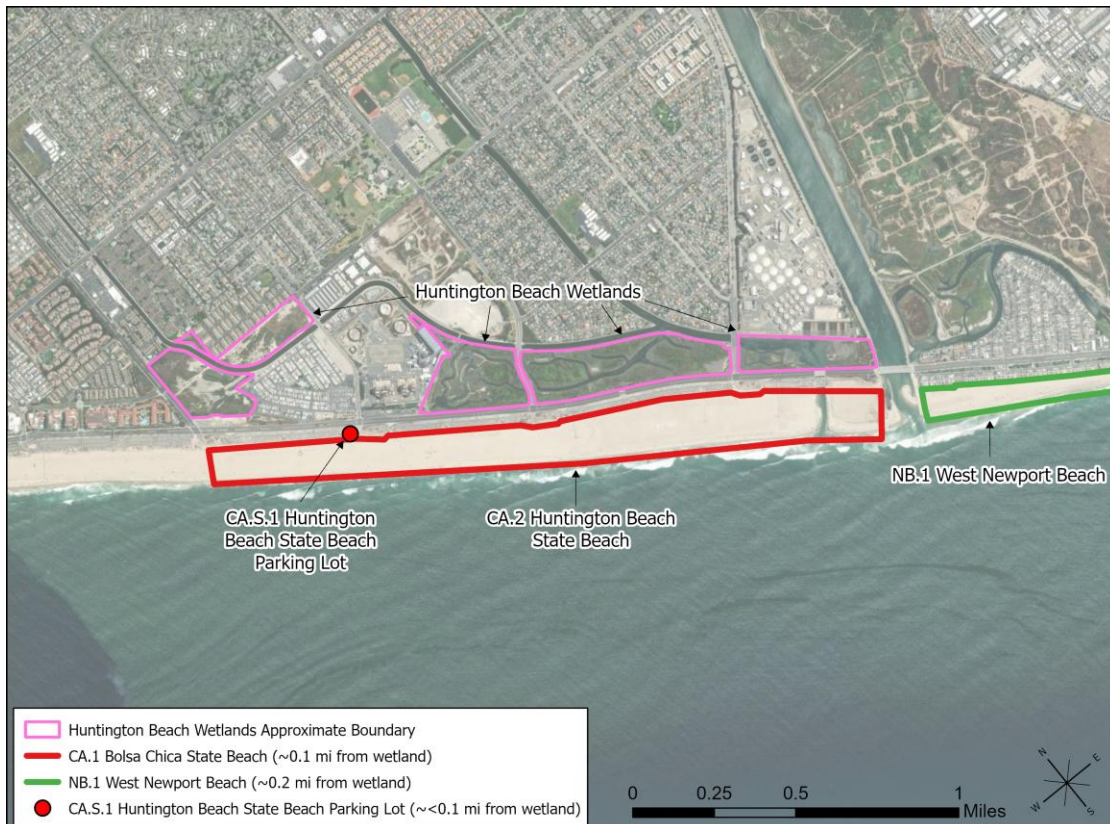 Huntington Beach Wetlands
NB.1 West Newport Beach
CA.S.1 Huntington
Beach State Beach
Parking Lot
CA.2 Huntington Beach
State Beach
Huntington Beach Wetlands Approximate Boundary
CA.1 Bolsa Chica State Beach (~0.1 mi from wetland)
NB.1 West Newport Beach (~0.2 mi from wetland)
CA.S.1 Huntington Beach State Beach Parking Lot (~<0.1 mi from wetland)
0 0.25 0.5 1
Miles
N
E
W
S